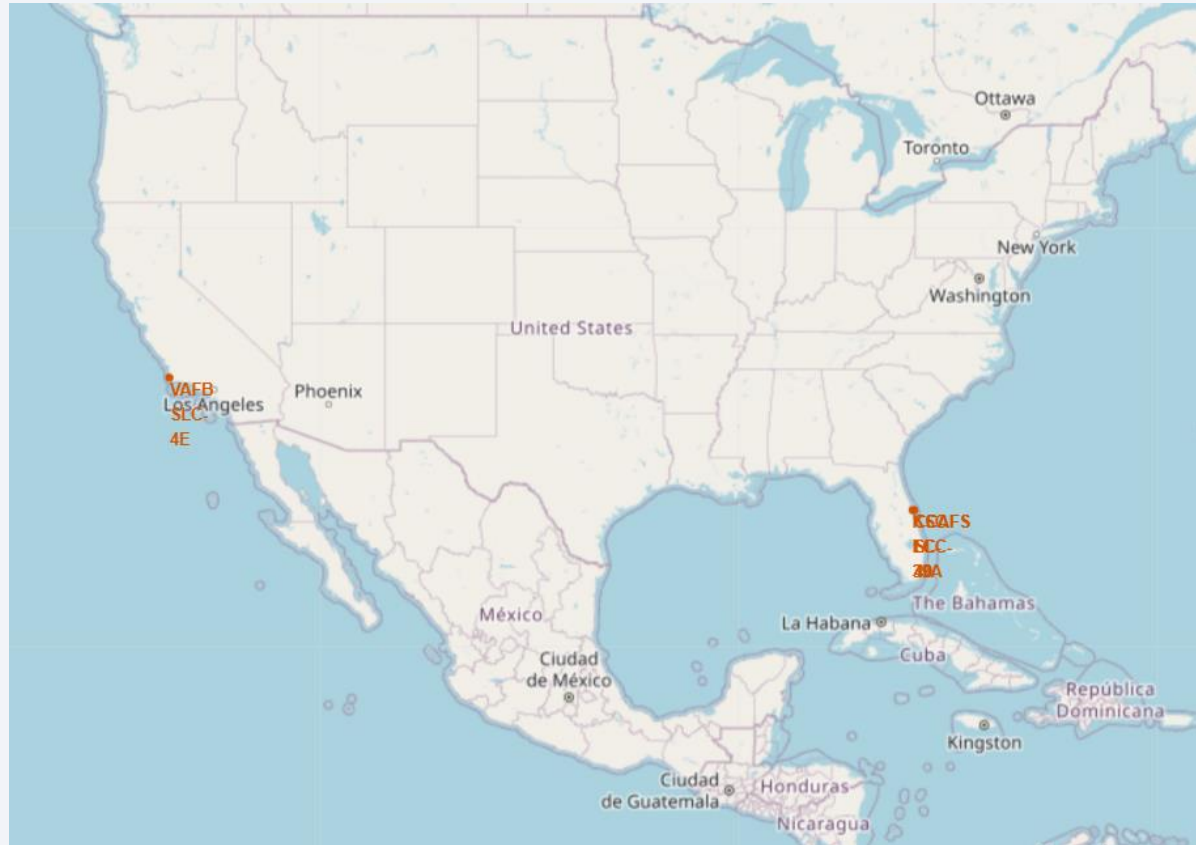 Ottawa
Toronto
New York
Washington
United States
VAFB
SLC-
4E
Los Angeles
Phoenix
The Bahamas
La Habana
Cuba
México
Ciudad
de México
República
Dominicana
Kingston
Ciudad
de Guatemala
Honduras
Nicaragua